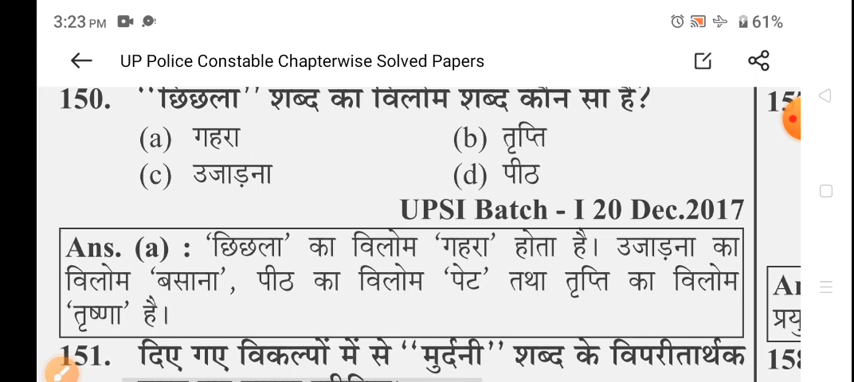 3:23 PM
61%
UP Police Constable Chapterwise Solved Papers
150. "छिछला" शब्द का विलोम शब्द कौन सा है?
(a) गहरा (b) तृप्ति
(c) उजाड़ना (d) पीठ
UPSI Batch - I 20 Dec.2017
Ans. (a) : 'छिछला' का विलोम 'गहरा' होता है। उजाड़ना का
विलोम 'बसाना', पीठ का विलोम 'पेट' तथा तृप्ति का विलोम
'तृष्णा' है।
151. दिए गए विकल्पों में से "मुर्दनी" शब्द के विपरीतार्थक